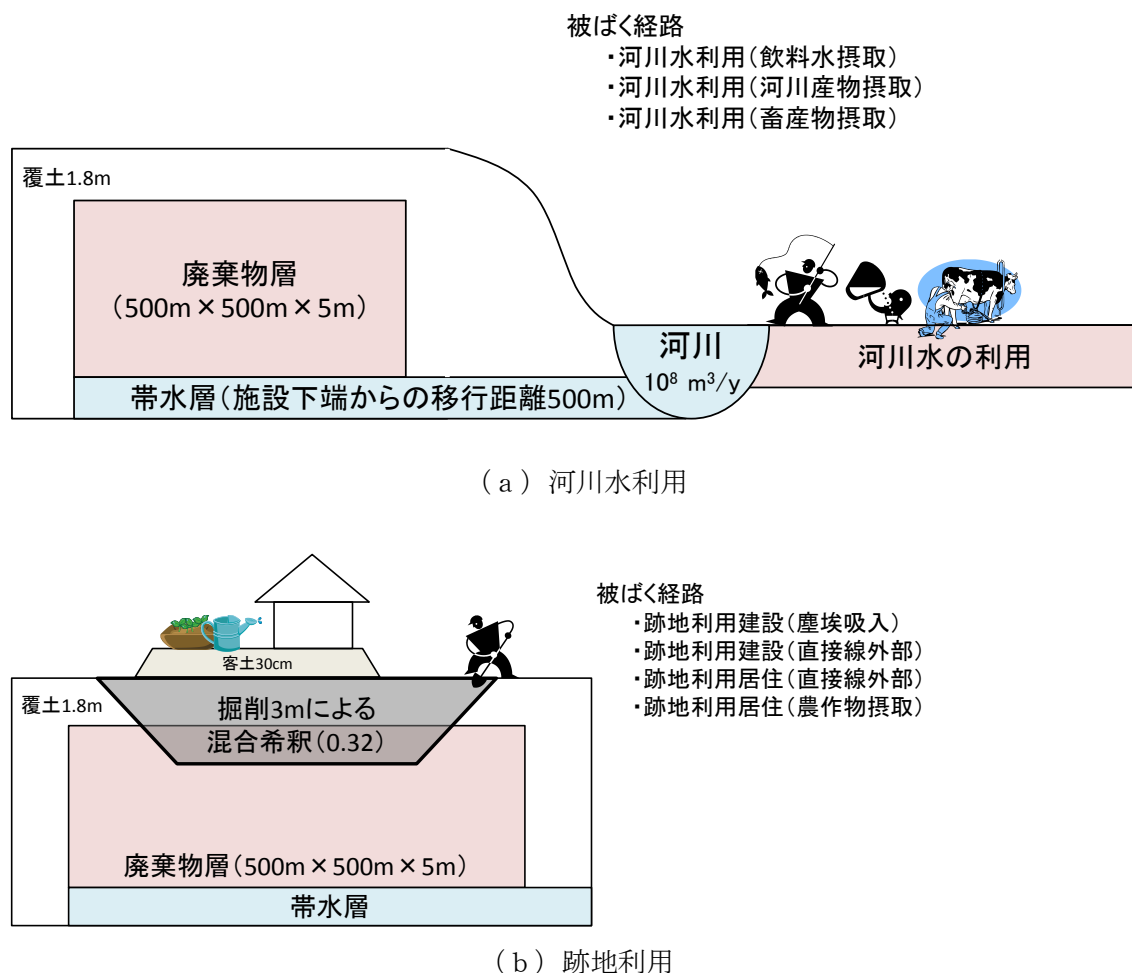 被ばく経路
・河川水利用(飲料水摂取)
・河川水利用(河川産物摂取)
・河川水利用(畜産物摂取)
覆土1.8m
廃棄物層
(500m×500m×5m)
河川
10⁸ m³/y
河川水の利用
帯水層(施設下端からの移行距離500m)
(a) 河川水利用
被ばく経路
・跡地利用建設(塵埃吸入)
・跡地利用建設(直接線外部)
・跡地利用居住(直接線外部)
・跡地利用居住(農作物摂取)
客土30cm
覆土1.8m
掘削3mによる
混合希釈(0.32)
廃棄物層(500m×500m×5m)
帯水層
(b) 跡地利用